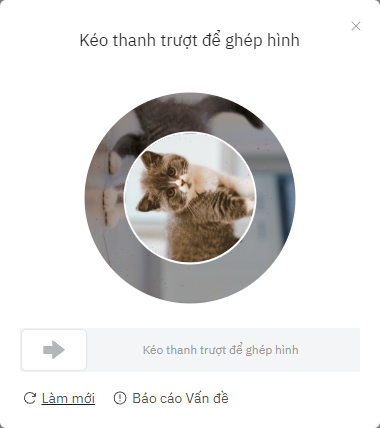 Kéo thanh trượt để ghép hình
Kéo thanh trượt để ghép hình
Làm mới
Báo cáo Vấn đề